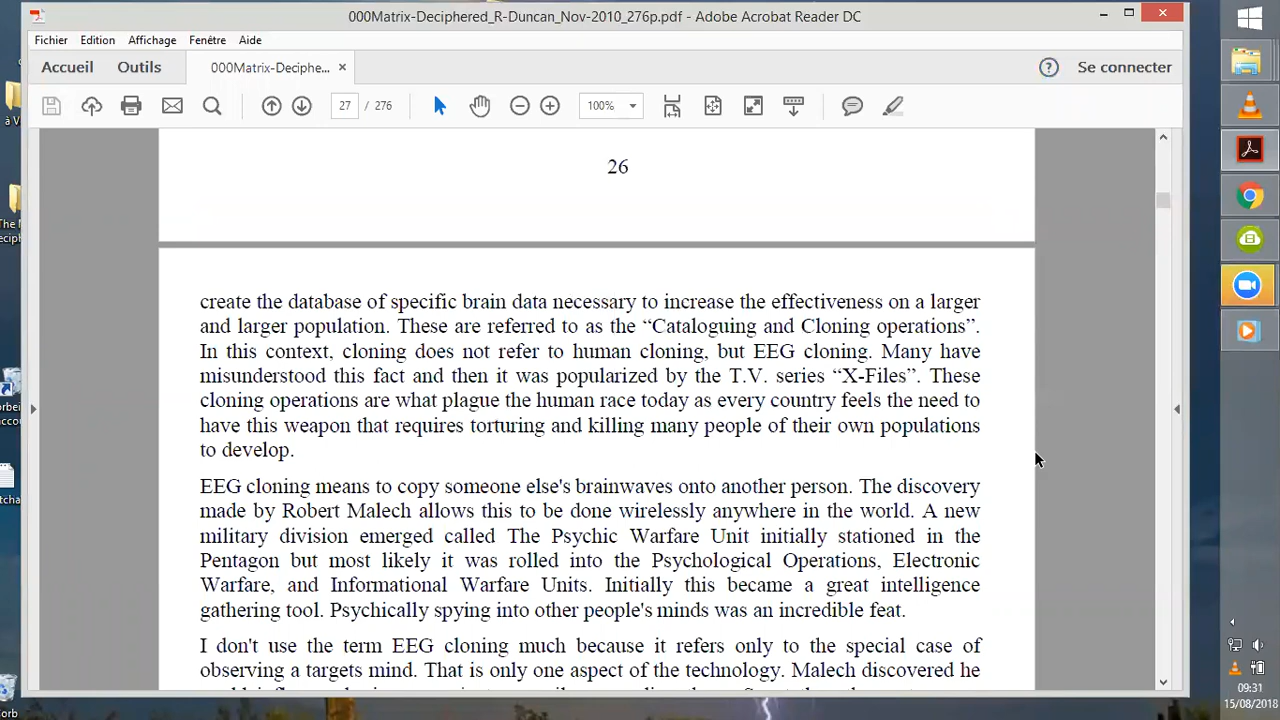 000Matrix-Deciphered_R-Duncan_Nov-2010_276p.pdf - Adobe Acrobat Reader DC
Fichier Edition Affichage Fenêtre Aide
Accueil Outils 000Matrix-Deciphe... × Se connecter
27 / 276 100%
26
create the database of specific brain data necessary to increase the effectiveness on a larger
and larger population. These are referred to as the “Cataloguing and Cloning operations”.
In this context, cloning does not refer to human cloning, but EEG cloning. Many have
misunderstood this fact and then it was popularized by the T.V. series “X-Files”. These
cloning operations are what plague the human race today as every country feels the need to
have this weapon that requires torturing and killing many people of their own populations
to develop.
EEG cloning means to copy someone else's brainwaves onto another person. The discovery
made by Robert Malech allows this to be done wirelessly anywhere in the world. A new
military division emerged called The Psychic Warfare Unit initially stationed in the
Pentagon but most likely it was rolled into the Psychological Operations, Electronic
Warfare, and Informational Warfare Units. Initially this became a great intelligence
gathering tool. Psychically spying into other people's minds was an incredible feat.
I don't use the term EEG cloning much because it refers only to the special case of
observing a targets mind. That is only one aspect of the technology. Malech discovered he
à V
The M
Deciph
orbei
accou
tcha
Orb
09:31
15/08/2018